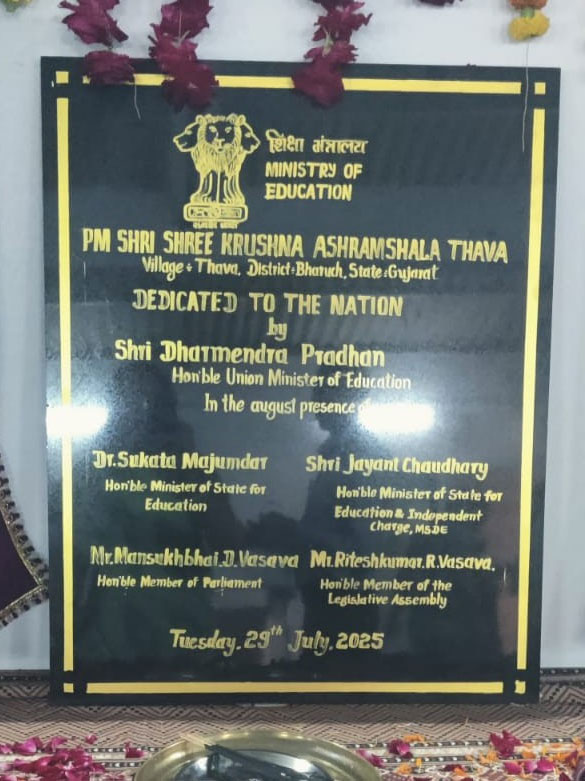 शिक्षा मंत्रालय
MINISTRY OF
EDUCATION
PM SHRI SHREE KRUSHNA ASHRAMSHALA THAVA
Village: Thava, District: Bharuch, State: Gujarat
DEDICATED TO THE NATION
by
Shri Dharmendra Pradhan
Hon'ble Union Minister of Education
In the august presence
Dr. Sukata Majumdar
Hon'ble Minister of State for
Education
Shri Jayant Chaudhary
Hon'ble Minister of State for
Education & Independent
Charge, MSDE
Mr. Mansukhbhai. D. Vasava
Hon'ble Member of Parliament
Mr. Riteshkumar. R. Vasava.
Hon'ble Member of the
Legislative Assembly
Tuesday, 29th July, 2025